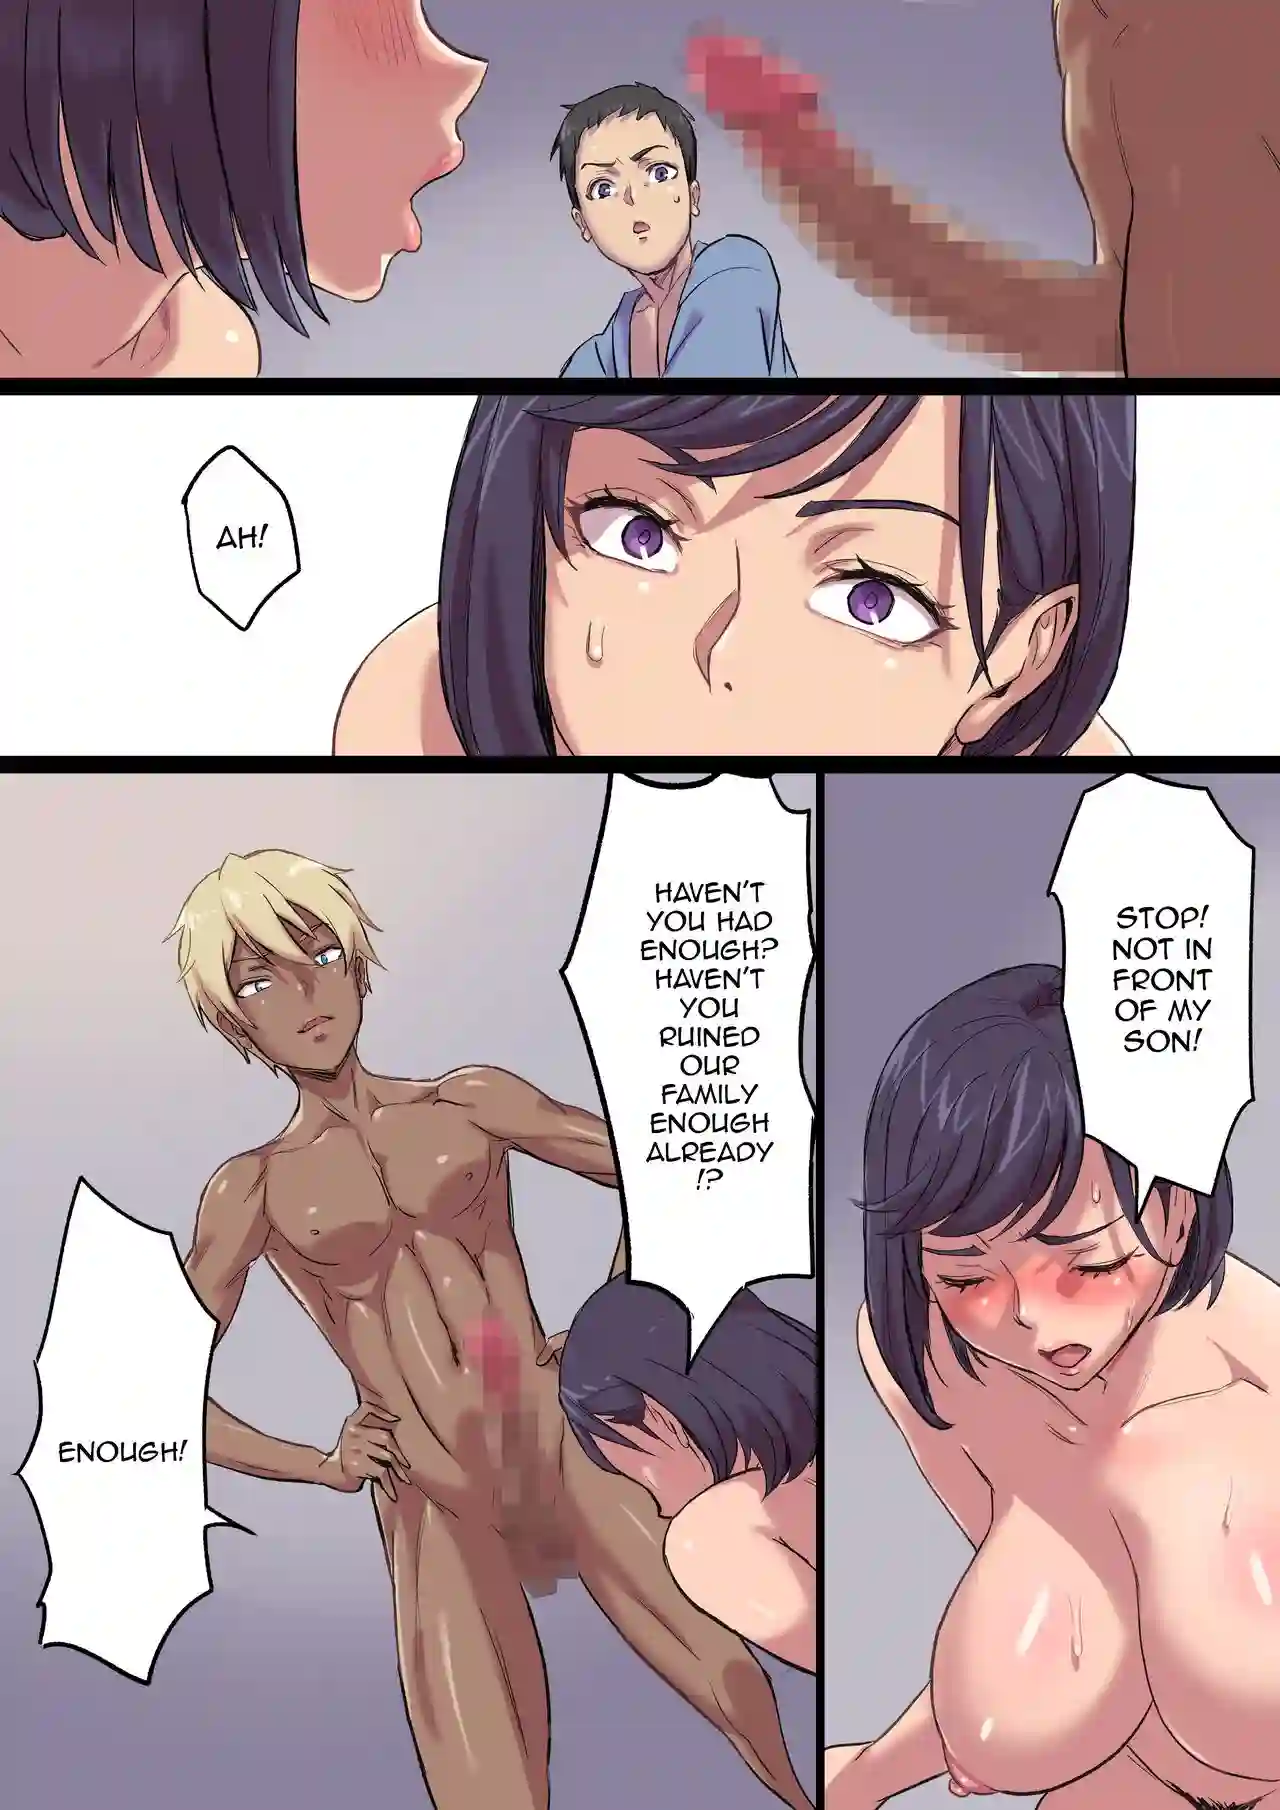 AH!
STOP!
NOT IN
FRONT
OF MY
SON!
HAVEN'T
YOU HAD
ENOUGH?
HAVEN'T
YOU
RUINED
OUR
FAMILY
ENOUGH
ALREADY
!?
ENOUGH!